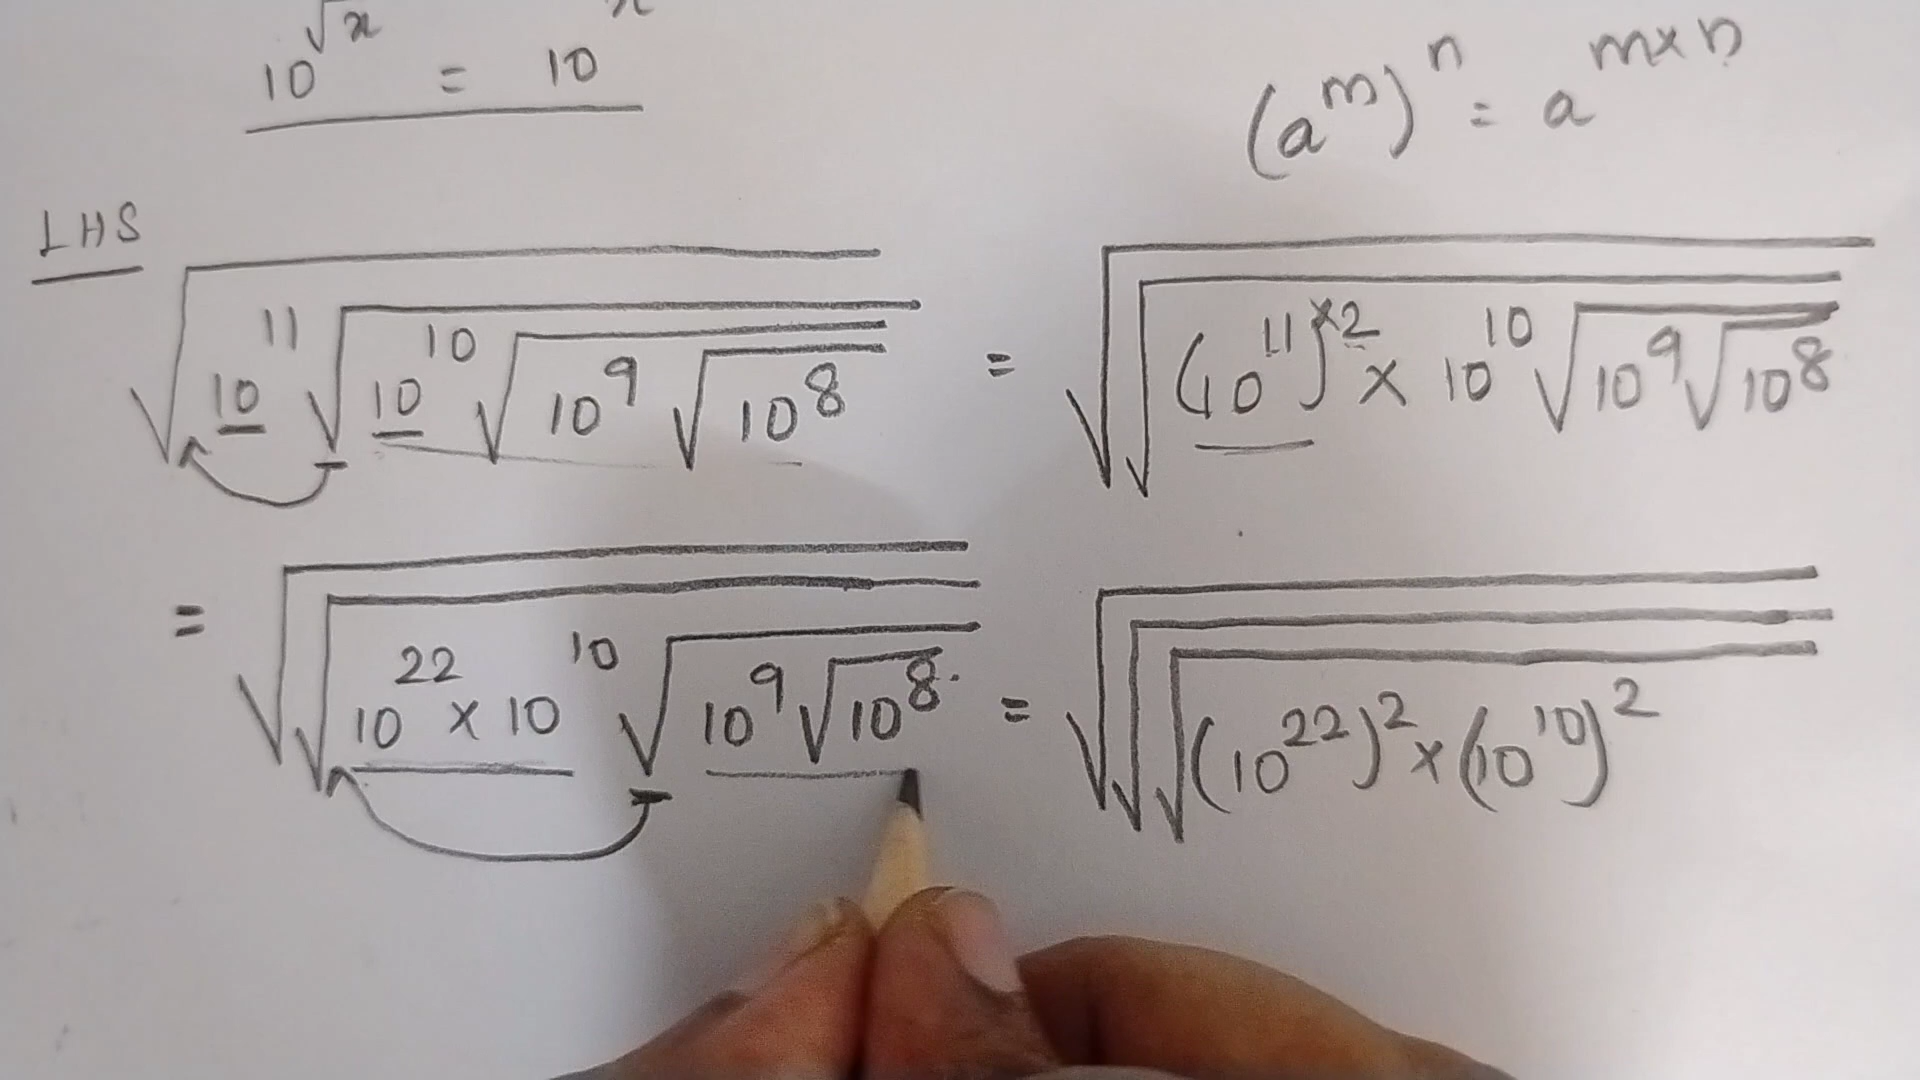 10^√x = 10^x
(a^m)^n = a^m×n
LHS
√(10^11 √(10^10 √(10^9 √(10^8)))) = √√((10^11)^×2 × 10^10 √(10^9 √(10^8)))
= √√(10^22 × 10^10 √(10^9 √(10^8))) = √√√((10^22)^2 × (10^10)^2